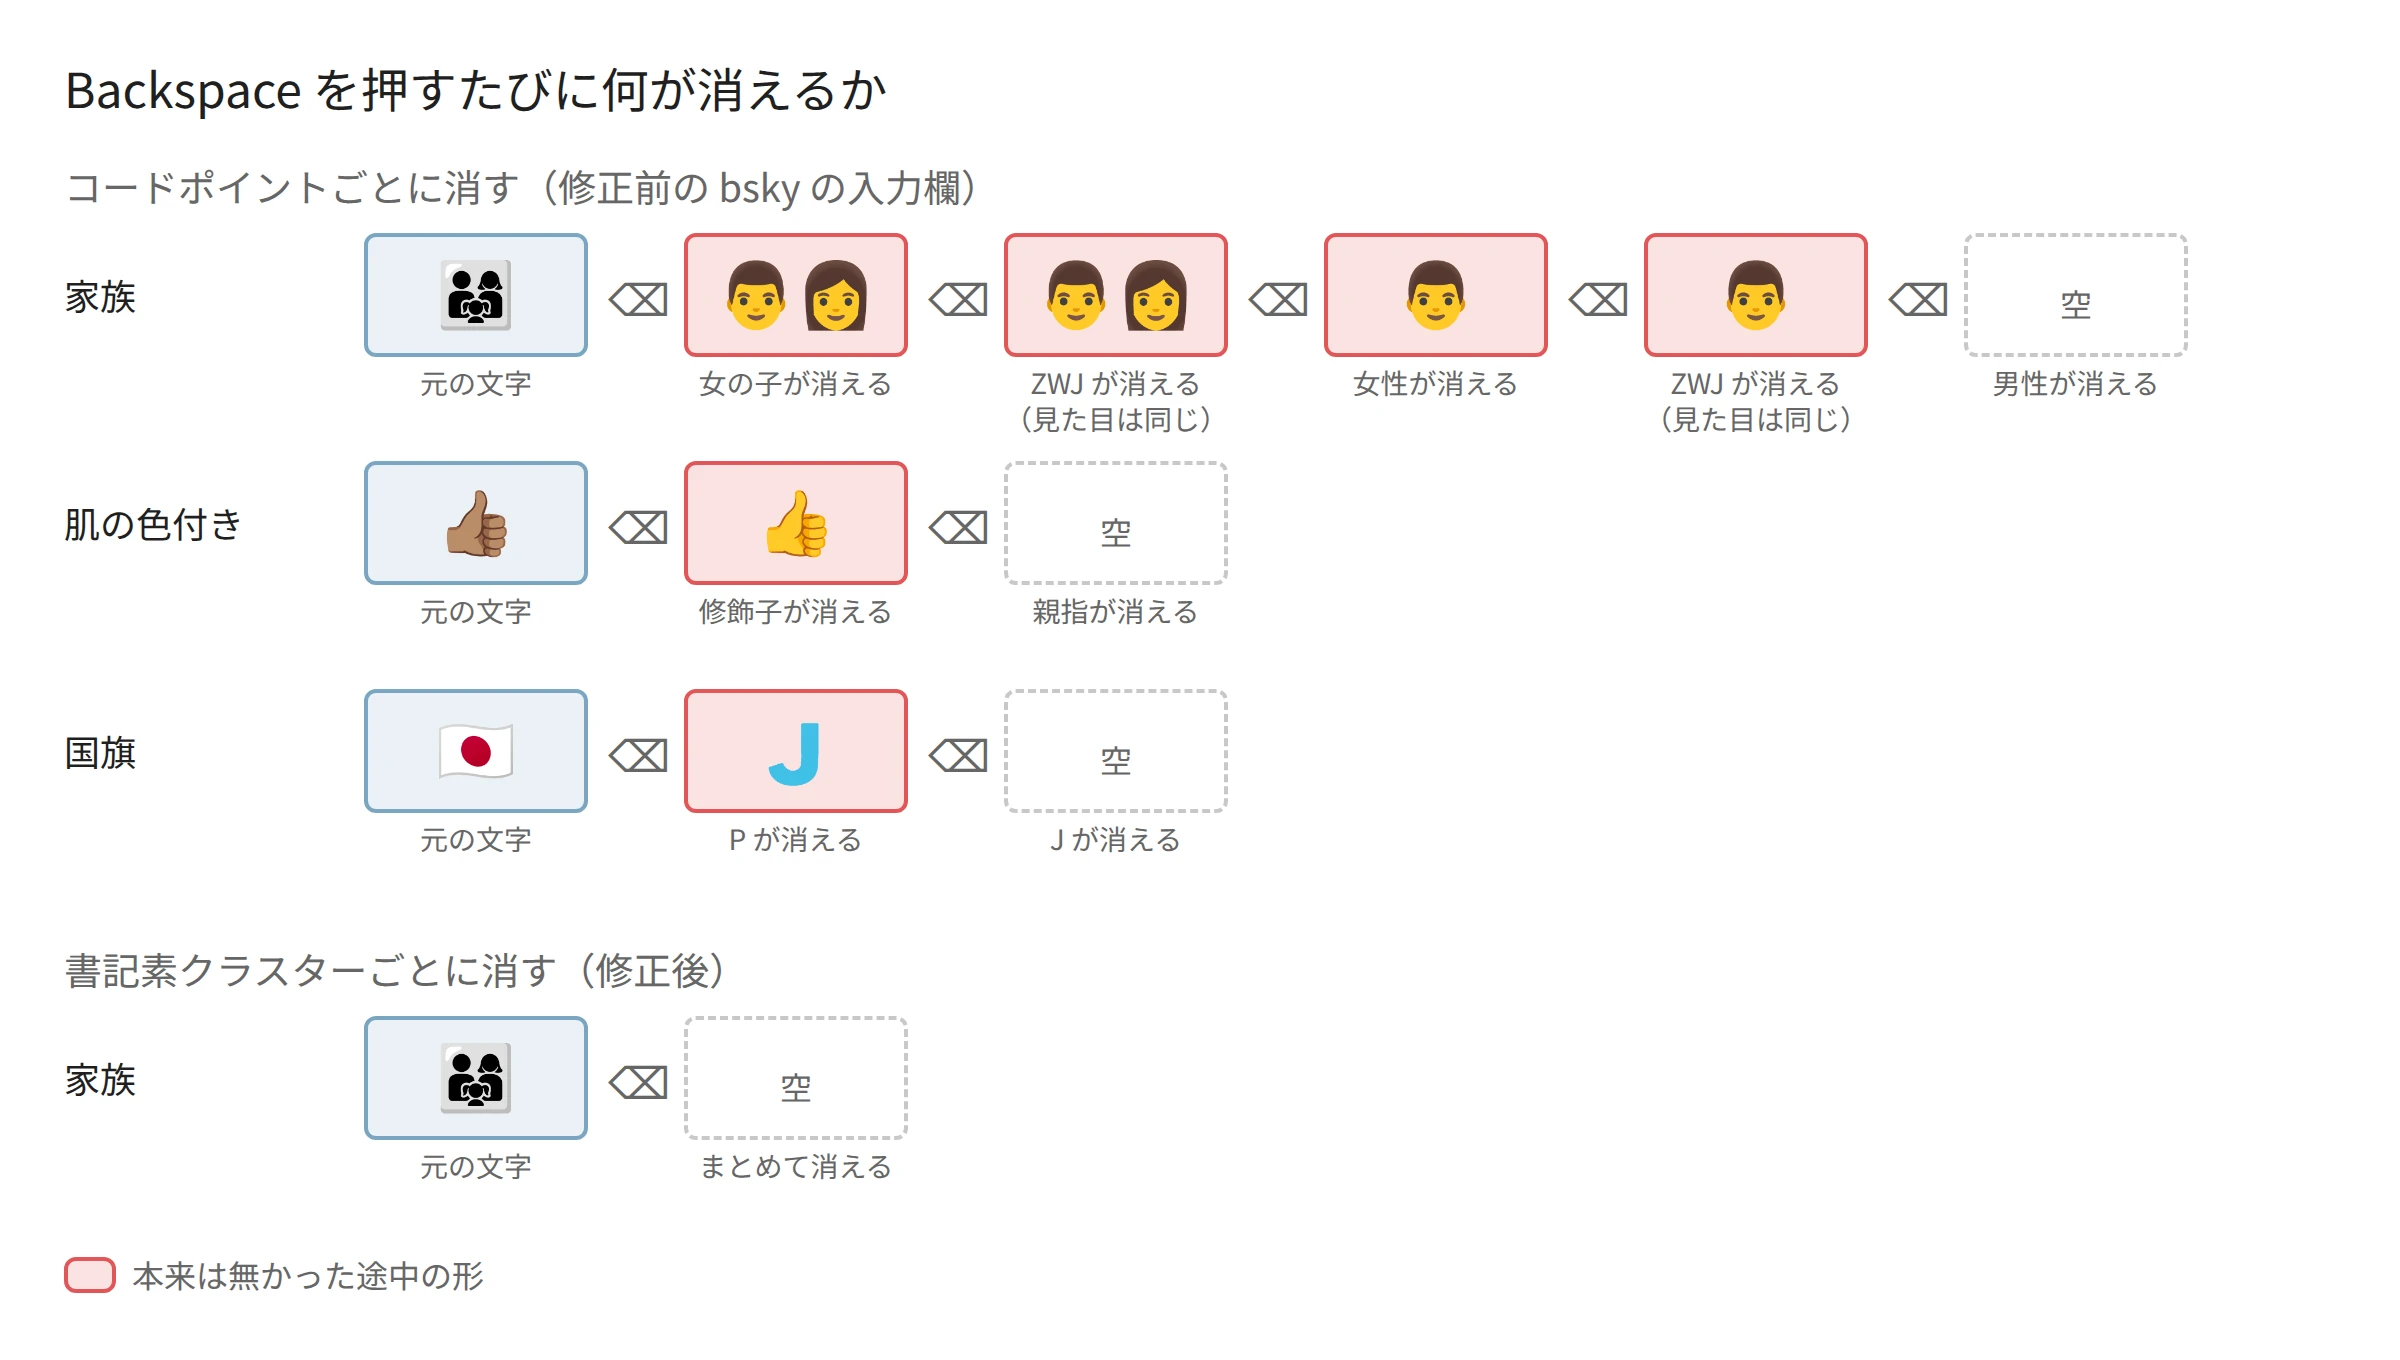 Backspace を押すたびに何が消えるか
コードポイントごとに消す（修正前の bsky の入力欄）
家族 👨‍👩‍👧 ⌫ 👨👩 ⌫ 👨👩 ⌫ 👨 ⌫ 👨 ⌫ 空
元の文字 女の子が消える ZWJ が消える 女性が消える ZWJ が消える 男性が消える
（見た目は同じ） （見た目は同じ）
肌の色付き 👍🏽 ⌫ 👍 ⌫ 空
元の文字 修飾子が消える 親指が消える
国旗 🇯🇵 ⌫ 🇯 ⌫ 空
元の文字 P が消える J が消える
書記素クラスターごとに消す（修正後）
家族 👨‍👩‍👧 ⌫ 空
元の文字 まとめて消える
本来は無かった途中の形